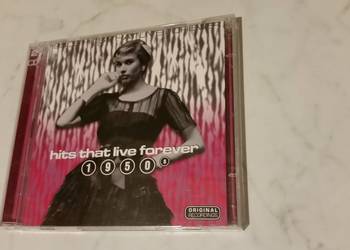 hits that live forever
1950s
ORIGINAL
RECORDINGS